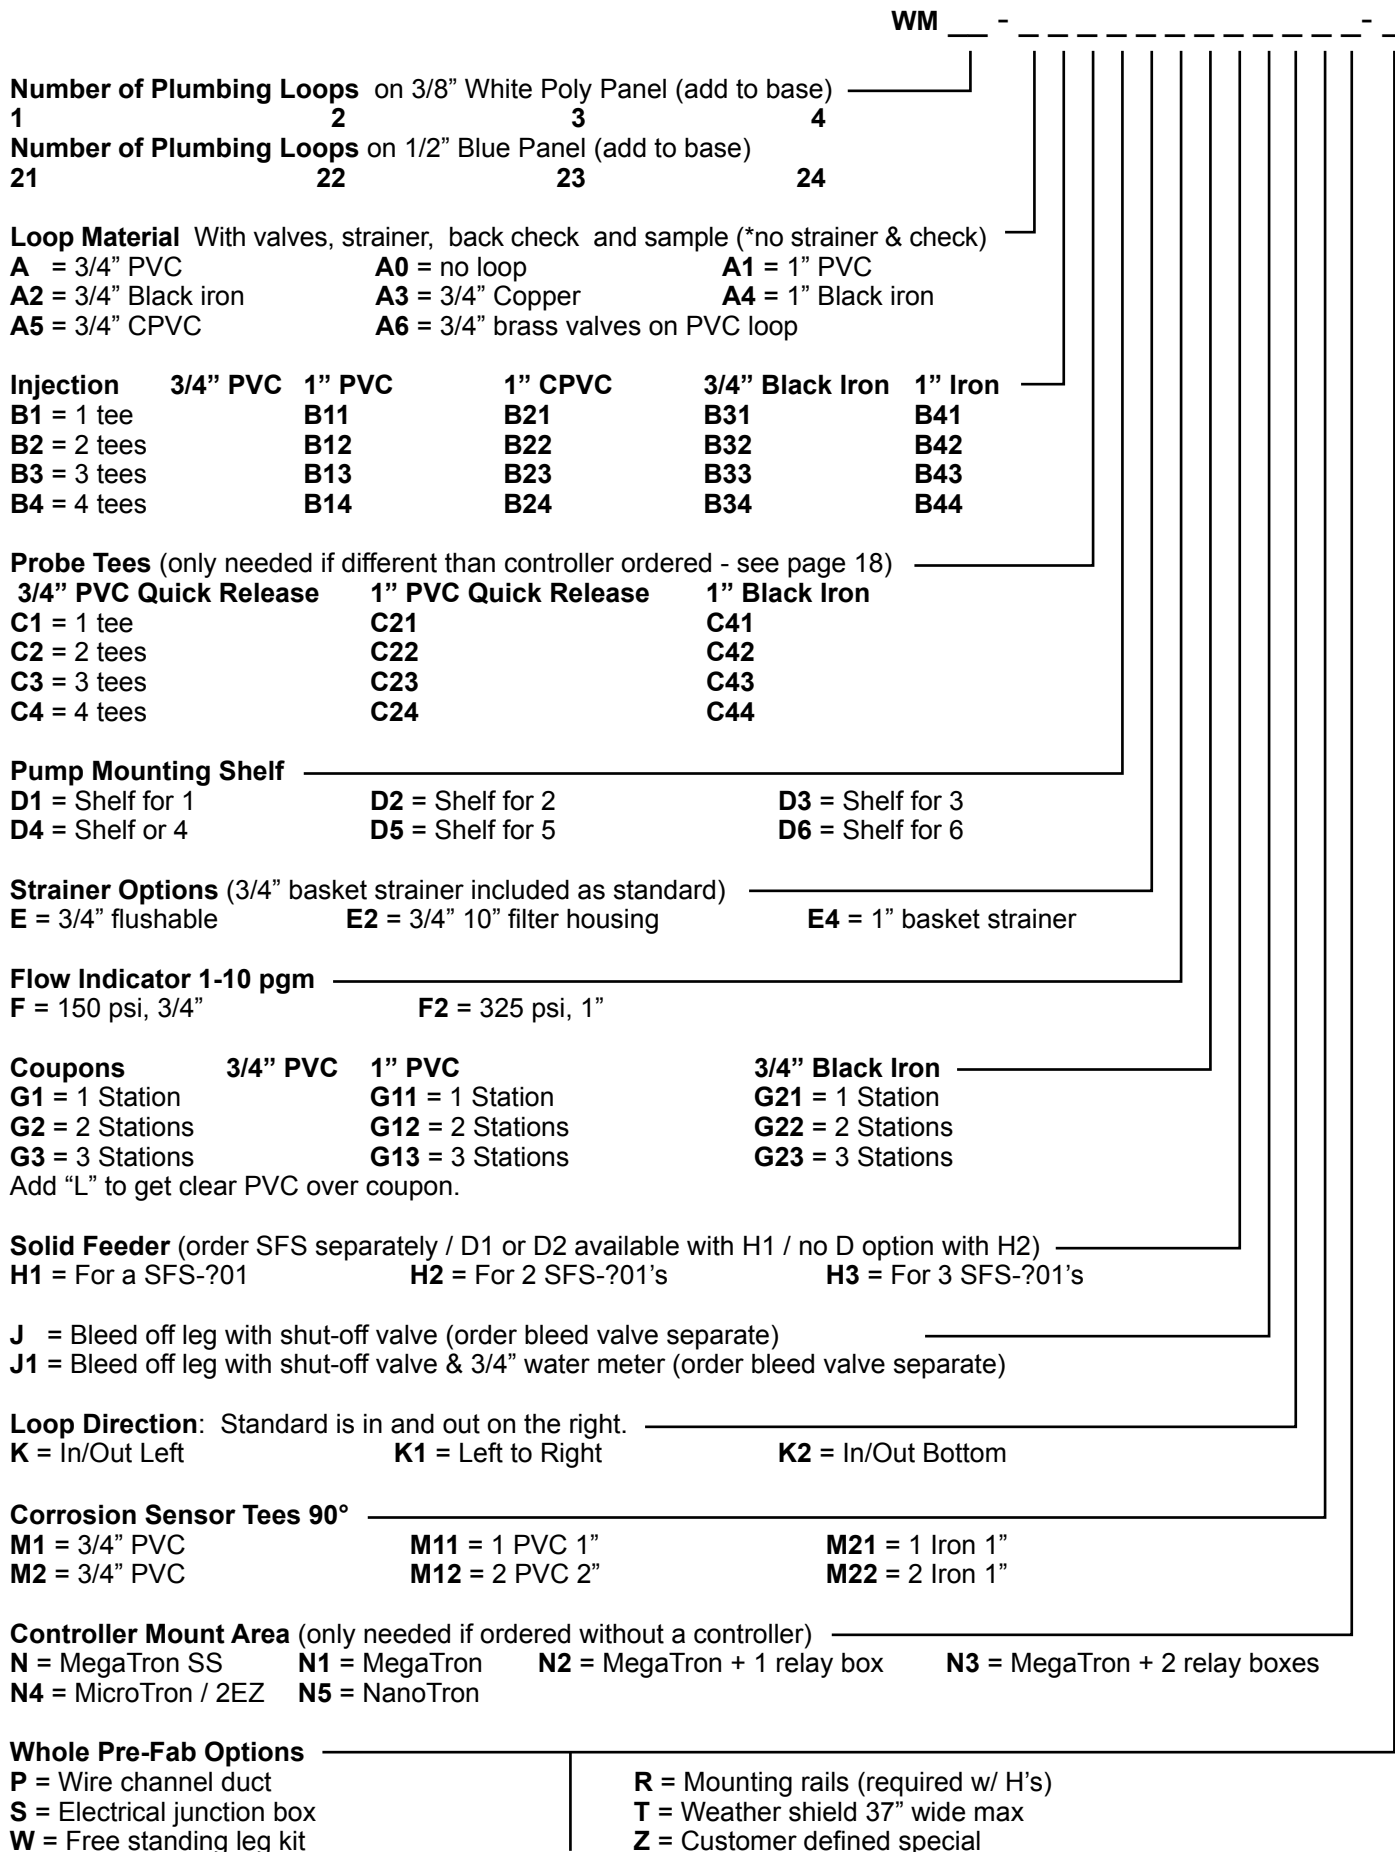 WM ___ - _ _ _ _ _ _ _ _ _ _ _ _ - _
Number of Plumbing Loops on 3/8” White Poly Panel (add to base)
1 2 3 4
Number of Plumbing Loops on 1/2” Blue Panel (add to base)
21 22 23 24
Loop Material With valves, strainer, back check and sample (*no strainer & check)
A = 3/4” PVC A0 = no loop A1 = 1” PVC
A2 = 3/4” Black iron A3 = 3/4” Copper A4 = 1” Black iron
A5 = 3/4” CPVC A6 = 3/4” brass valves on PVC loop
Injection 3/4” PVC 1” PVC 1” CPVC 3/4” Black Iron 1” Iron
B1 = 1 tee B11 B21 B31 B41
B2 = 2 tees B12 B22 B32 B42
B3 = 3 tees B13 B23 B33 B43
B4 = 4 tees B14 B24 B34 B44
Probe Tees (only needed if different than controller ordered - see page 18)
3/4” PVC Quick Release 1” PVC Quick Release 1” Black Iron
C1 = 1 tee C21 C41
C2 = 2 tees C22 C42
C3 = 3 tees C23 C43
C4 = 4 tees C24 C44
Pump Mounting Shelf
D1 = Shelf for 1 D2 = Shelf for 2 D3 = Shelf for 3
D4 = Shelf or 4 D5 = Shelf for 5 D6 = Shelf for 6
Strainer Options (3/4” basket strainer included as standard)
E = 3/4” flushable E2 = 3/4” 10” filter housing E4 = 1” basket strainer
Flow Indicator 1-10 pgm
F = 150 psi, 3/4” F2 = 325 psi, 1”
Coupons 3/4” PVC 1” PVC 3/4” Black Iron
G1 = 1 Station G11 = 1 Station G21 = 1 Station
G2 = 2 Stations G12 = 2 Stations G22 = 2 Stations
G3 = 3 Stations G13 = 3 Stations G23 = 3 Stations
Add “L” to get clear PVC over coupon.
Solid Feeder (order SFS separately / D1 or D2 available with H1 / no D option with H2)
H1 = For a SFS-?01 H2 = For 2 SFS-?01’s H3 = For 3 SFS-?01’s
J = Bleed off leg with shut-off valve (order bleed valve separate)
J1 = Bleed off leg with shut-off valve & 3/4” water meter (order bleed valve separate)
Loop Direction: Standard is in and out on the right.
K = In/Out Left K1 = Left to Right K2 = In/Out Bottom
Corrosion Sensor Tees 90°
M1 = 3/4” PVC M11 = 1 PVC 1” M21 = 1 Iron 1”
M2 = 3/4” PVC M12 = 2 PVC 2” M22 = 2 Iron 1”
Controller Mount Area (only needed if ordered without a controller)
N = MegaTron SS N1 = MegaTron N2 = MegaTron + 1 relay box N3 = MegaTron + 2 relay boxes
N4 = MicroTron / 2EZ N5 = NanoTron
Whole Pre-Fab Options
P = Wire channel duct R = Mounting rails (required w/ H’s)
S = Electrical junction box T = Weather shield 37” wide max
W = Free standing leg kit Z = Customer defined special